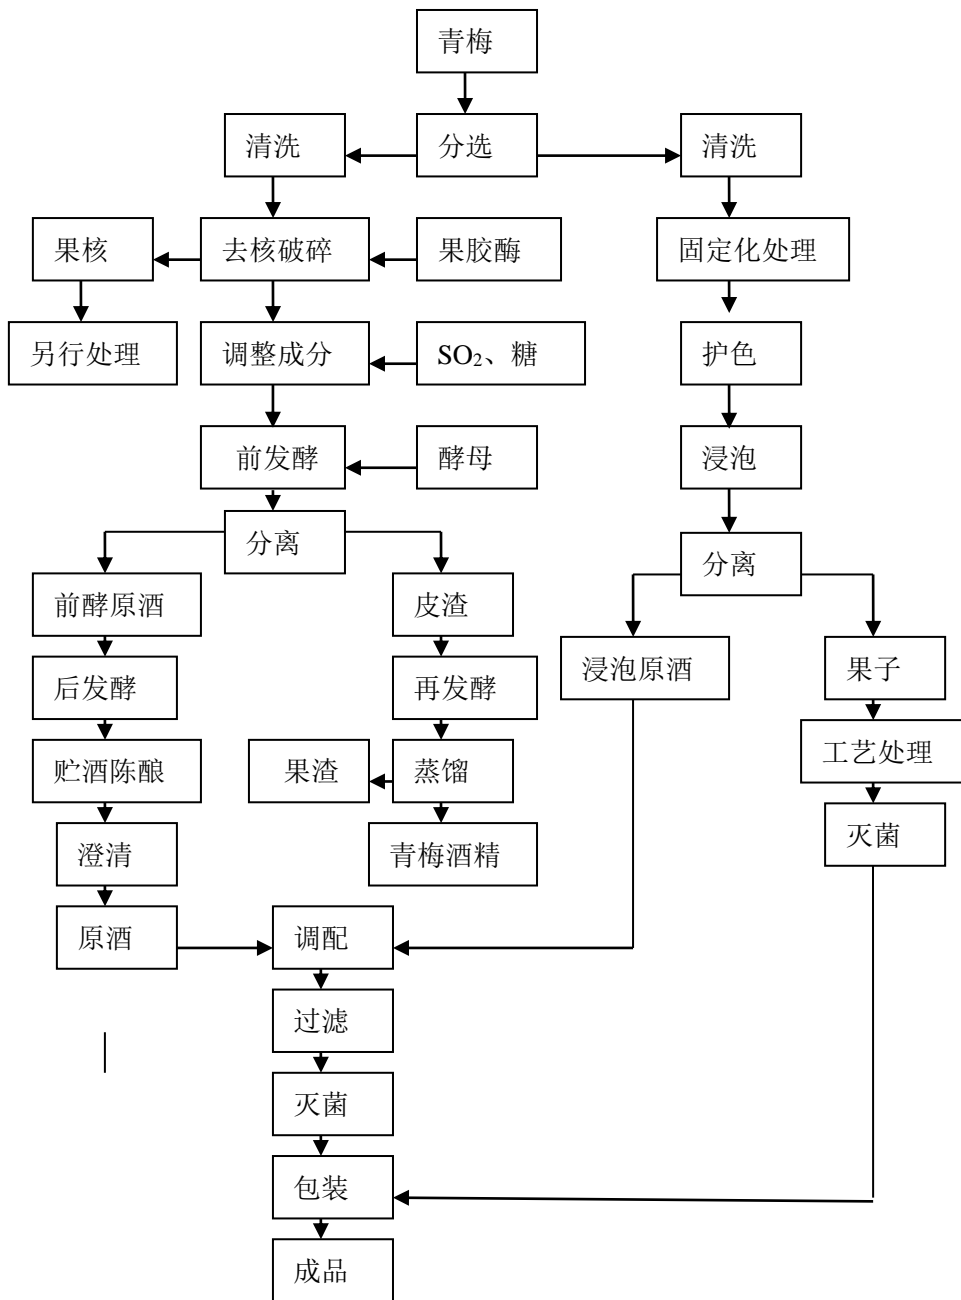 青梅
清洗
分选
清洗
果核
去核破碎
果胶酶
固定化处理
另行处理
调整成分
SO₂、糖
护色
前发酵
酵母
浸泡
分离
分离
前酵原酒
皮渣
浸泡原酒
果子
后发酵
再发酵
工艺处理
贮酒陈酿
果渣
蒸馏
灭菌
澄清
青梅酒精
原酒
调配
过滤
灭菌
包装
成品